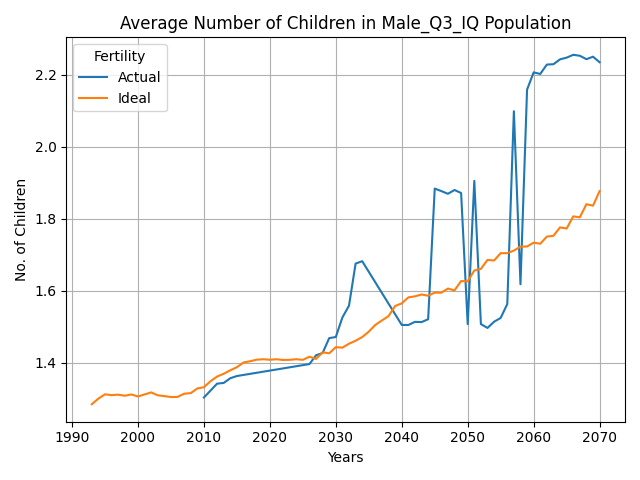 Average Number of Children in Male_Q3_IQ Population
Fertility
Actual
Ideal
No. of Children
2.2
2.0
1.8
1.6
1.4
1990 2000 2010 2020 2030 2040 2050 2060 2070
Years